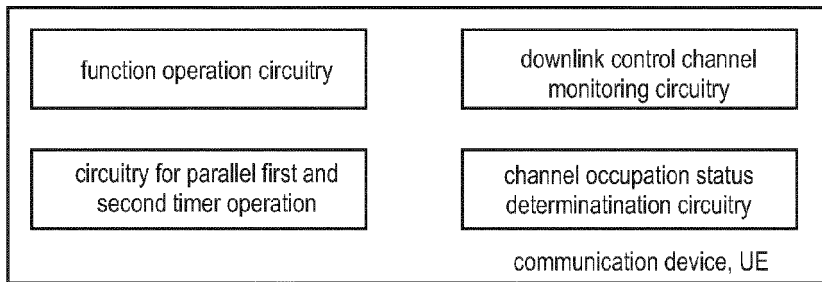 function operation circuitry
downlink control channel
monitoring circuitry
circuitry for parallel first and
second timer operation
channel occupation status
determatination circuitry
communication device, UE